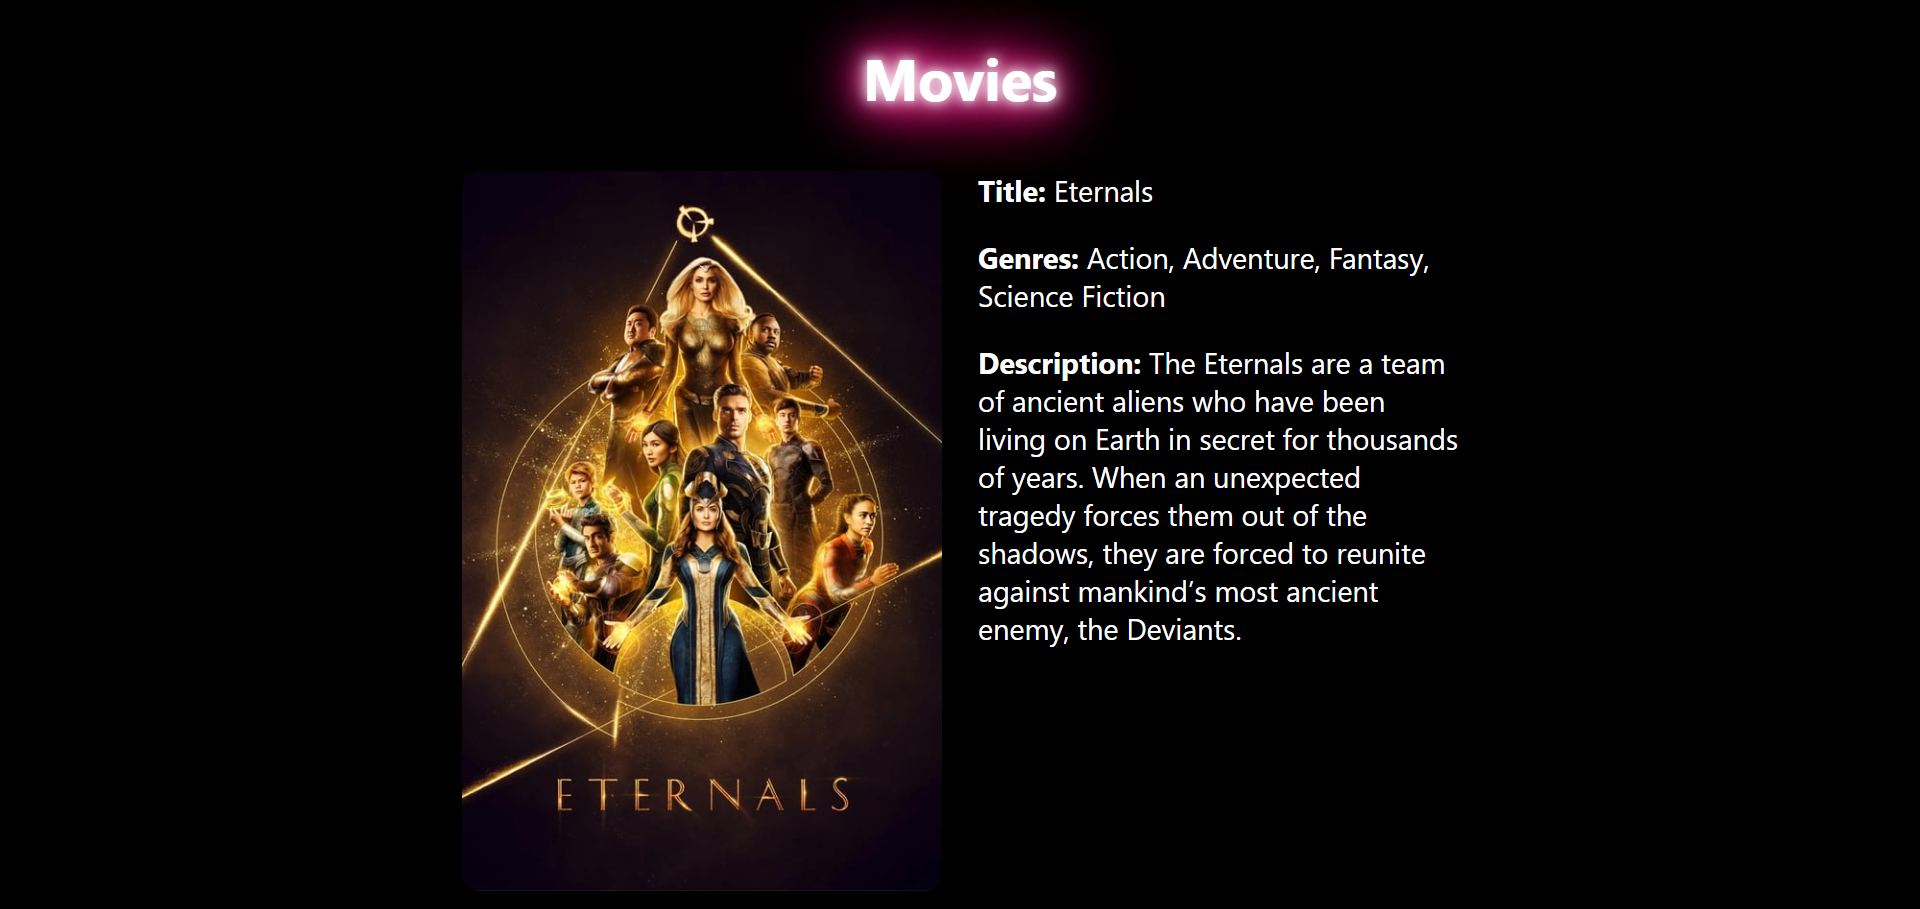 Movies
Title: Eternals
Genres: Action, Adventure, Fantasy,
Science Fiction
Description: The Eternals are a team
of ancient aliens who have been
living on Earth in secret for thousands
of years. When an unexpected
tragedy forces them out of the
shadows, they are forced to reunite
against mankind’s most ancient
enemy, the Deviants.
ETERNALS